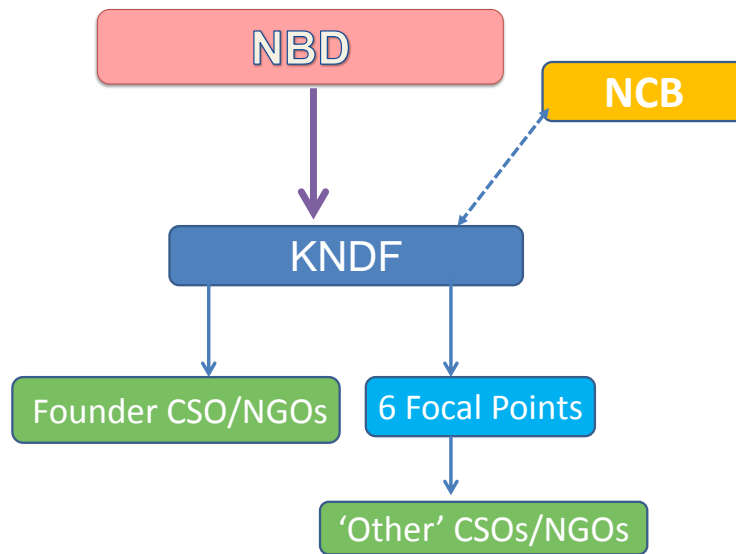 NBD
NCB
KNDF
Founder CSO/NGOs
6 Focal Points
‘Other’ CSOs/NGOs